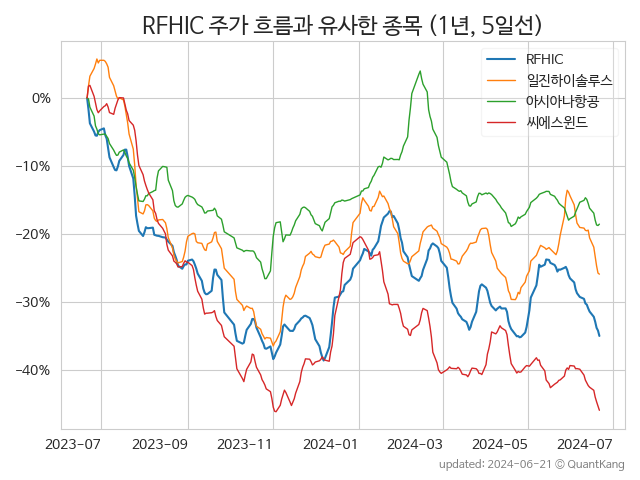 RFHIC 주가 흐름과 유사한 종목 (1년, 5일선)
RFHIC
일진하이솔루스
아시아나항공
씨에스윈드
0%
−10%
−20%
−30%
−40%
2023-07
2023-09
2023-11
2024-01
2024-03
2024-05
2024-07
updated: 2024-06-21 © QuantKang